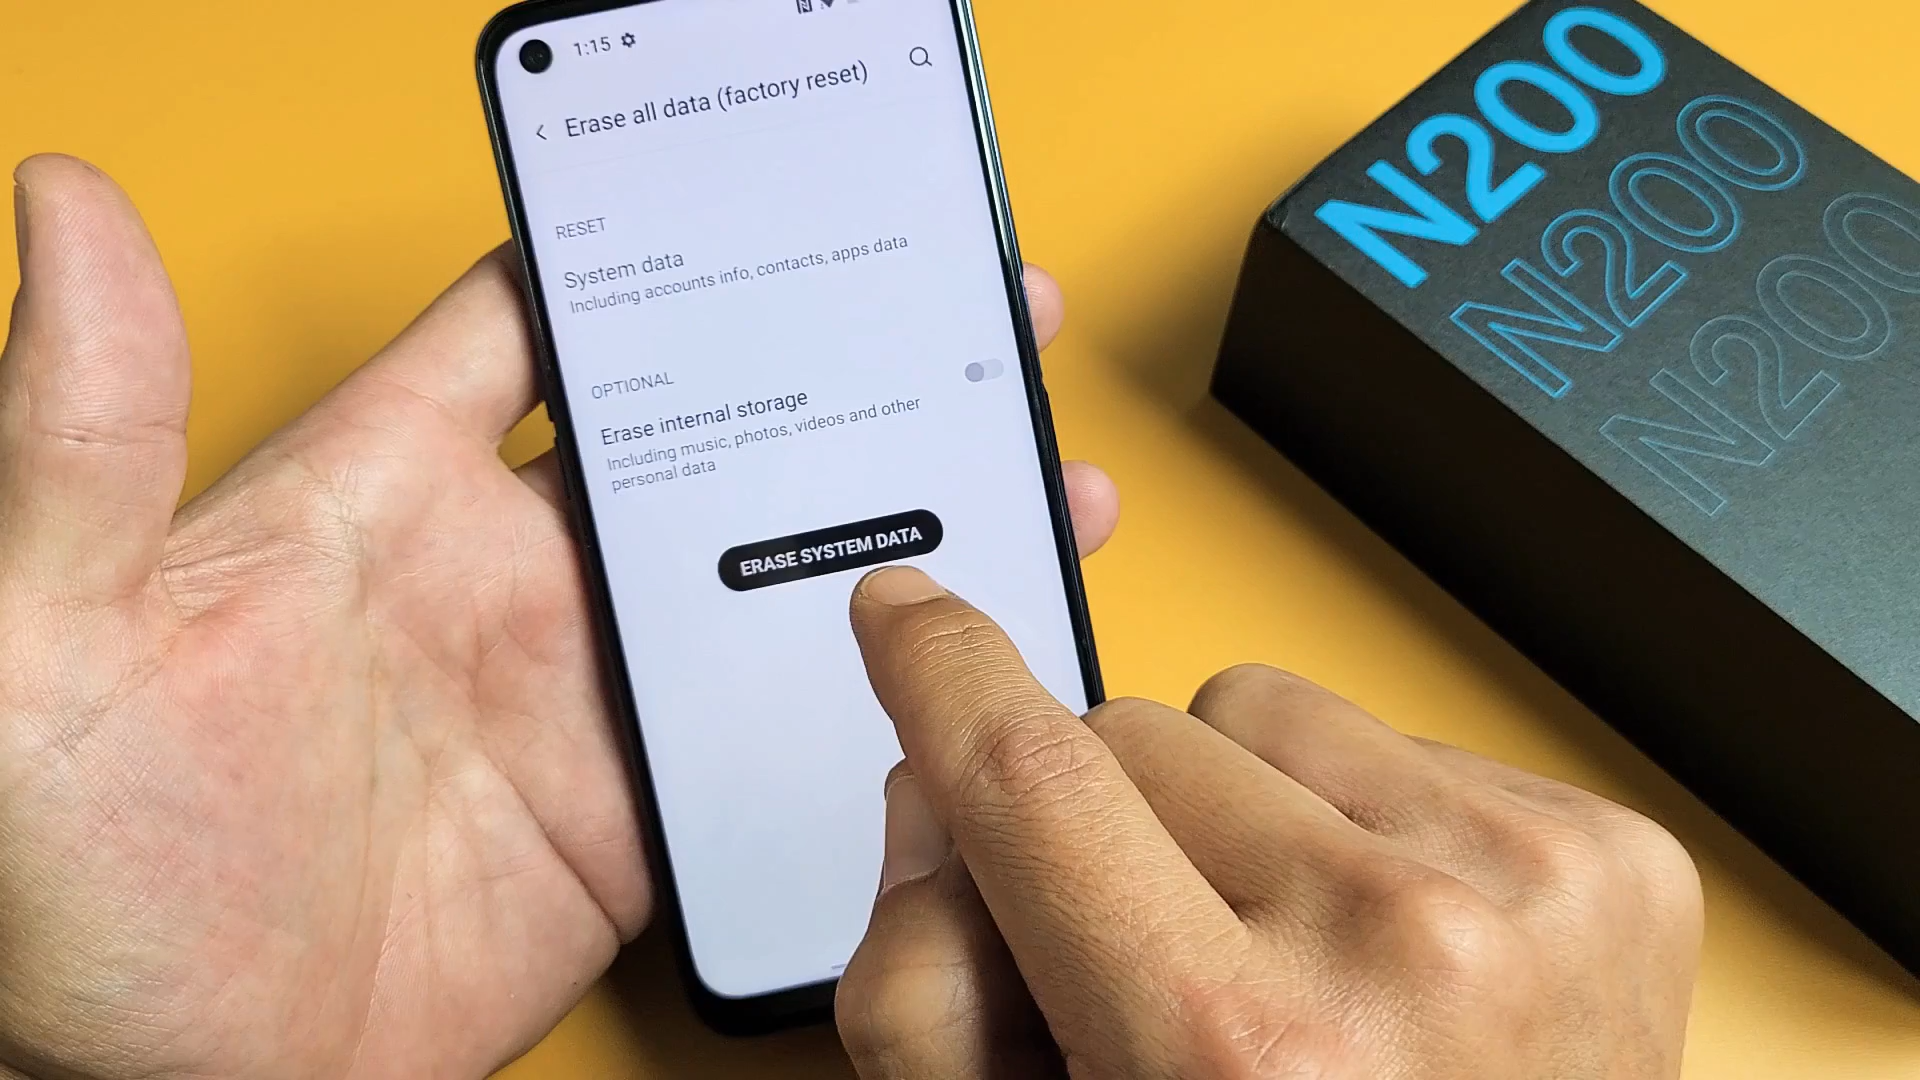 1:15
Erase all data (factory reset)
RESET
System data
Including accounts info, contacts, apps data
OPTIONAL
Erase internal storage
Including music, photos, videos and other
personal data
ERASE SYSTEM DATA
N200
N200
N200